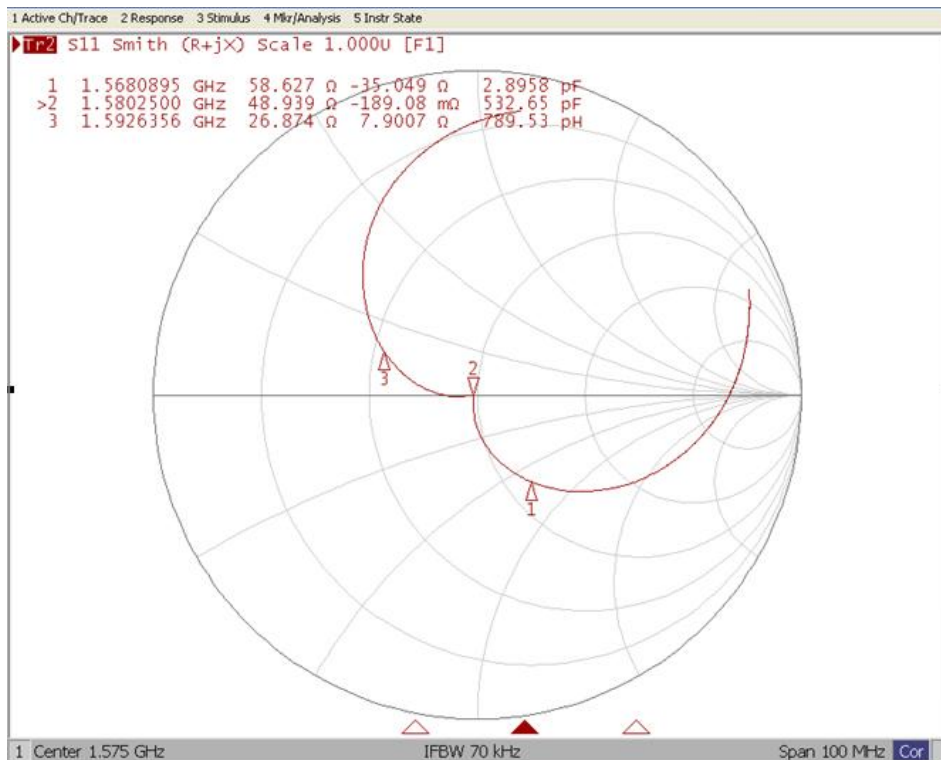 1 Active Ch/Trace 2 Response 3 Stimulus 4 Mkr/Analysis 5 Instr State
Tr2 S11 Smith (R+jX) Scale 1.000U [F1]
1 1.5680895 GHz 58.627 Ω -35.049 Ω 2.8958 pF
>2 1.5802500 GHz 48.939 Ω -189.08 mΩ 532.65 pF
3 1.5926356 GHz 26.874 Ω 7.9007 Ω 789.53 pH
2
3
1
1 Center 1.575 GHz IFBW 70 kHz Span 100 MHz Cor